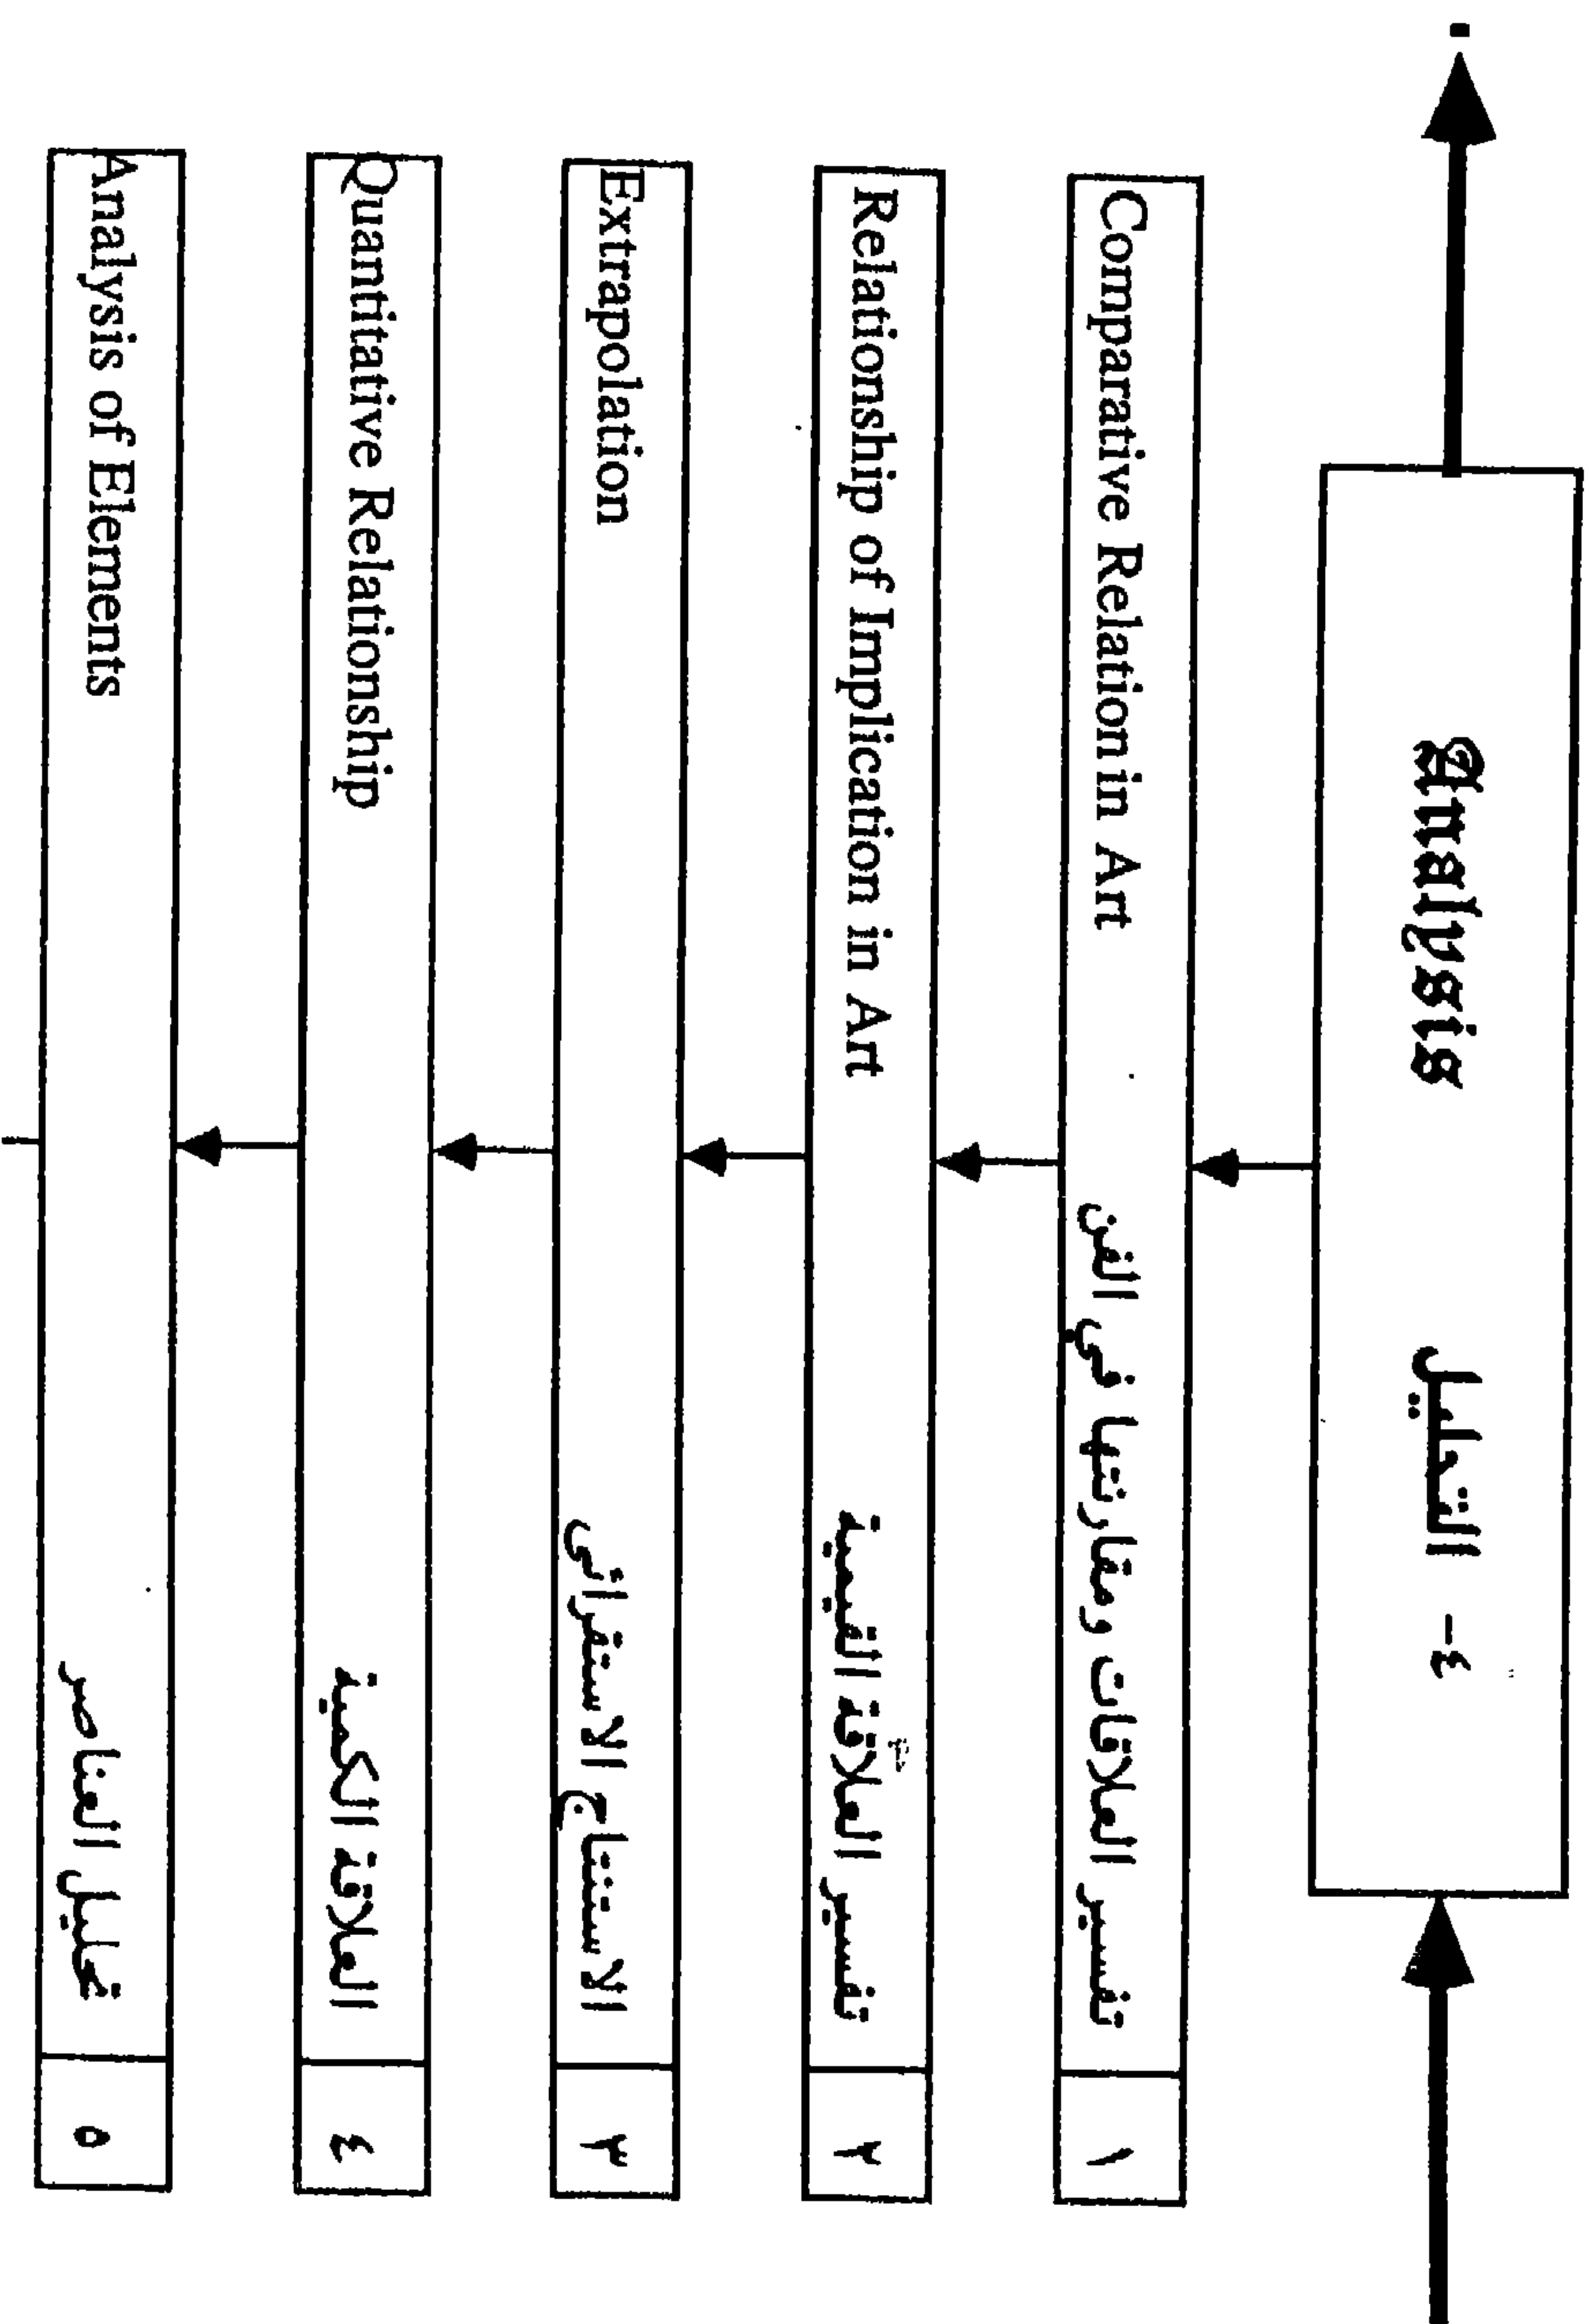 Analysis ٤ - التحليل
Comparative Relation in Art تفسير العلاقات ومقارنتها في الفن ١
Relationship of Implication in Art تفسير العلاقة القيمية ٢
Extrapolation الاستنتاج الاستقرائى ٣
Quantitative Relationship العلاقة الكمية ٤
Analysis of Elements تحليل العناصر ٥